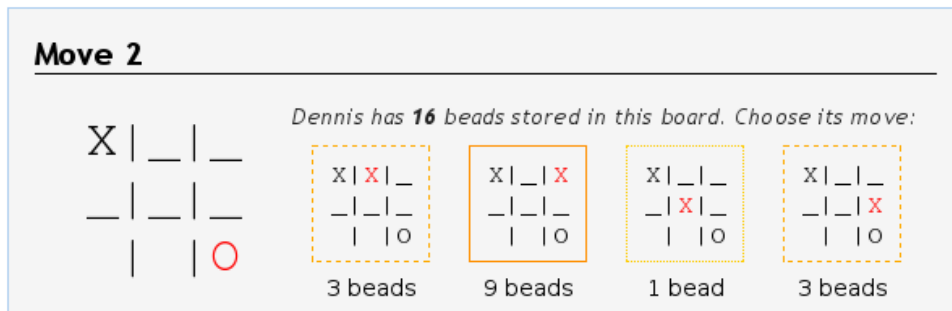 Move 2
Dennis has 16 beads stored in this board. Choose its move:
X|_|_
_|_|_
 | |O
X|X|_
_|_|_
 | |O
3 beads
X|_|X
_|_|_
 | |O
9 beads
X|_|_
_|X|_
 | |O
1 bead
X|_|_
_|_|X
 | |O
3 beads